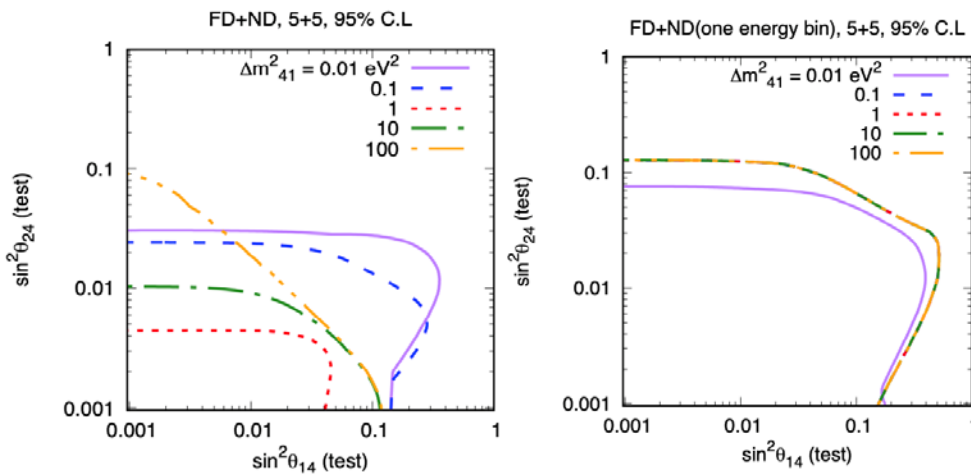 FD+ND, 5+5, 95% C.L
1
0.1
0.01
0.001
sin²θ₂₄ (test)
Δm²₄₁ = 0.01 eV²
0.1
1
10
100
0.001
0.01
0.1
1
sin²θ₁₄ (test)
FD+ND(one energy bin), 5+5, 95% C.L
1
0.1
0.01
0.001
sin²θ₂₄ (test)
Δm²₄₁ = 0.01 eV²
0.1
1
10
100
0.001
0.01
0.1
sin²θ₁₄ (test)